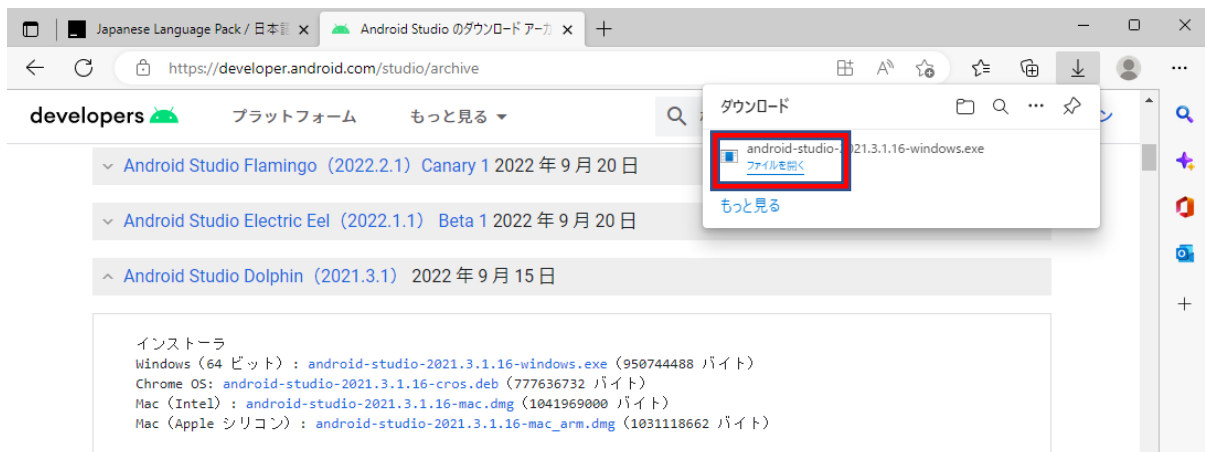 Japanese Language Pack / 日本語
Android Studio のダウンロード アーカ
https://developer.android.com/studio/archive
developers
プラットフォーム
もっと見る
ダウンロード
android-studio-2021.3.1.16-windows.exe
ファイルを開く
もっと見る
Android Studio Flamingo（2022.2.1）Canary 1 2022 年 9 月 20 日
Android Studio Electric Eel（2022.1.1） Beta 1 2022 年 9 月 20 日
Android Studio Dolphin（2021.3.1） 2022 年 9 月 15 日
インストーラ
Windows（64 ビット）: android-studio-2021.3.1.16-windows.exe（950744488 バイト）
Chrome OS: android-studio-2021.3.1.16-cros.deb（777636732 バイト）
Mac（Intel）: android-studio-2021.3.1.16-mac.dmg（1041969000 バイト）
Mac（Apple シリコン）: android-studio-2021.3.1.16-mac_arm.dmg（1031118662 バイト）